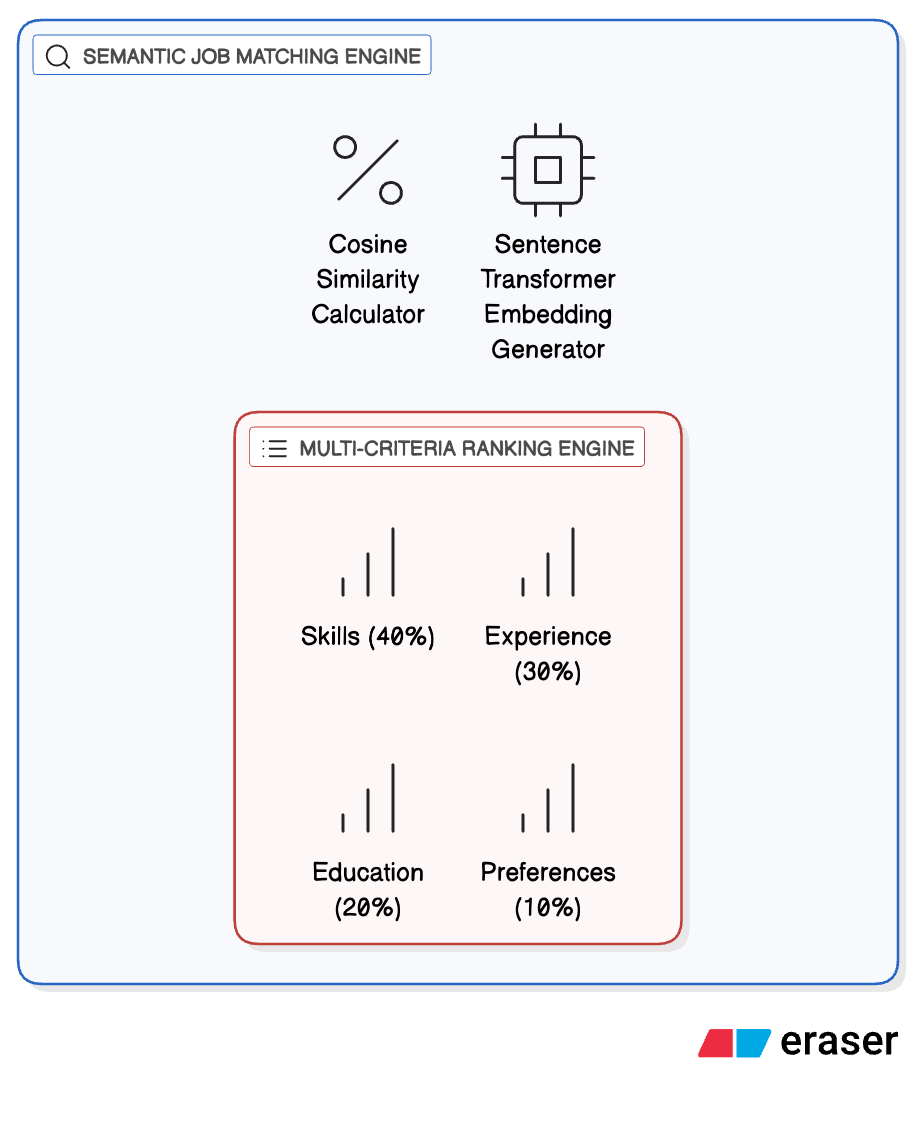 SEMANTIC JOB MATCHING ENGINE
Cosine
Similarity
Calculator
Sentence
Transformer
Embedding
Generator
MULTI-CRITERIA RANKING ENGINE
Skills (40%)
Experience
(30%)
Education
(20%)
Preferences
(10%)
eraser